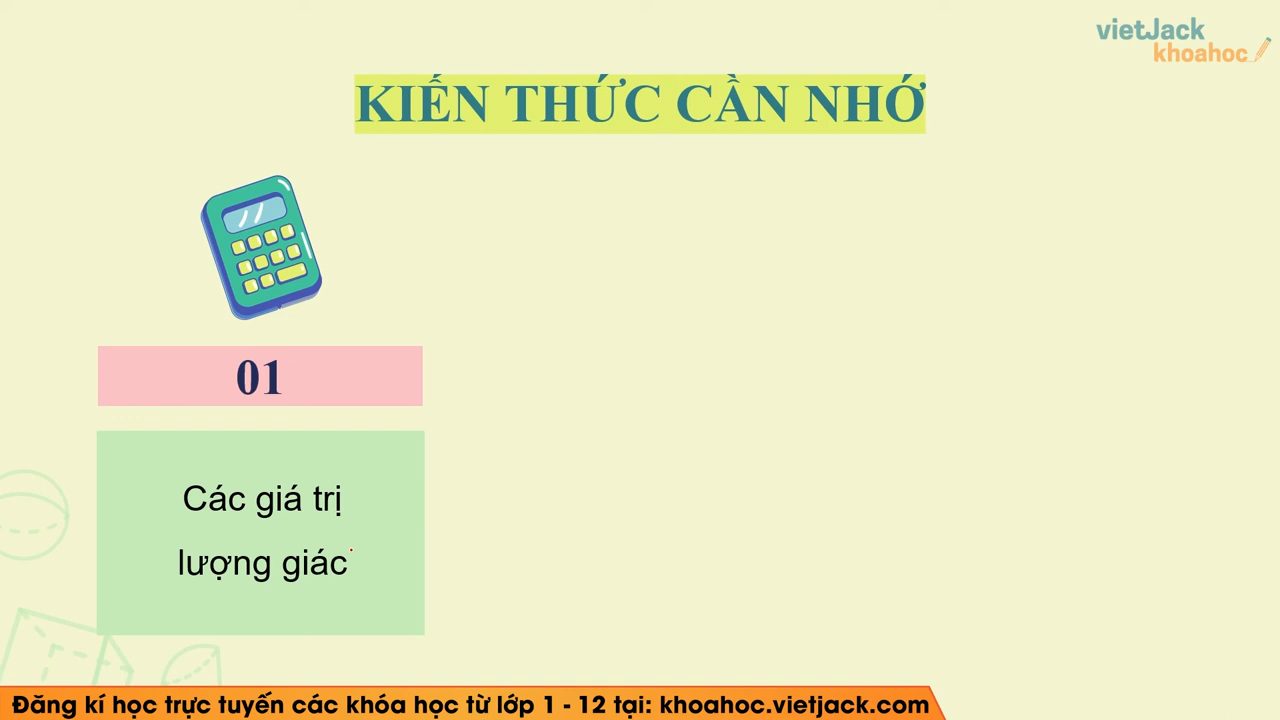 vietJack
khoahoc
KIẾN THỨC CẦN NHỚ
01
Các giá trị
lượng giác
Đăng kí học trực tuyến các khóa học từ lớp 1 - 12 tại: khoahoc.vietjack.com